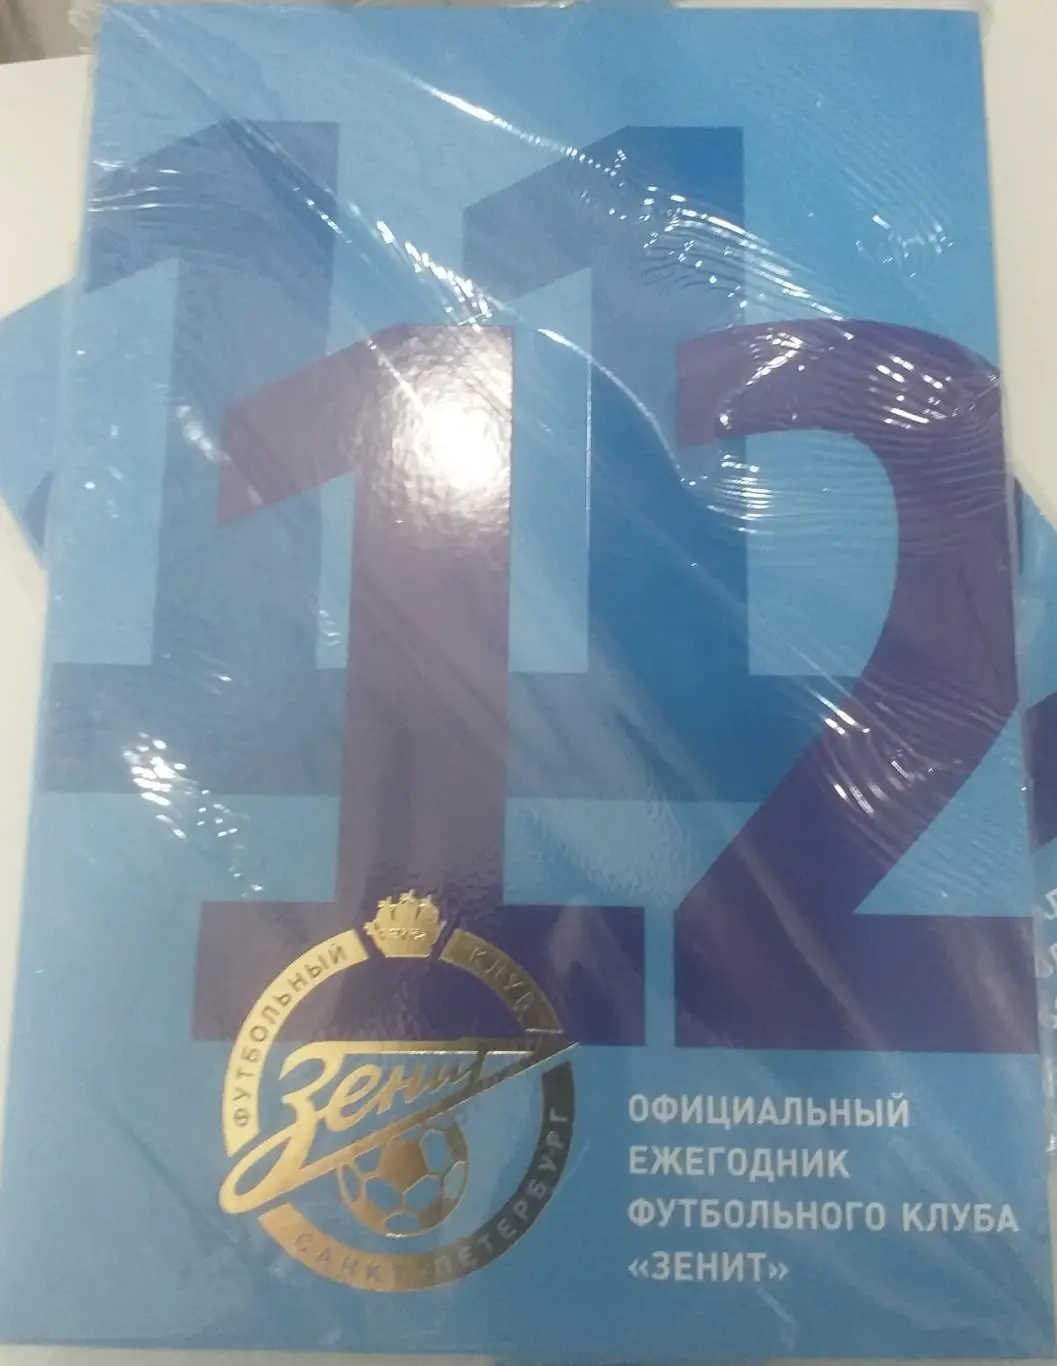 11
12
ФУТБОЛЬНЫЙ КЛУБ
Зенит
САНКТ-ПЕТЕРБУРГ
ОФИЦИАЛЬНЫЙ
ЕЖЕГОДНИК
ФУТБОЛЬНОГО КЛУБА
«ЗЕНИТ»